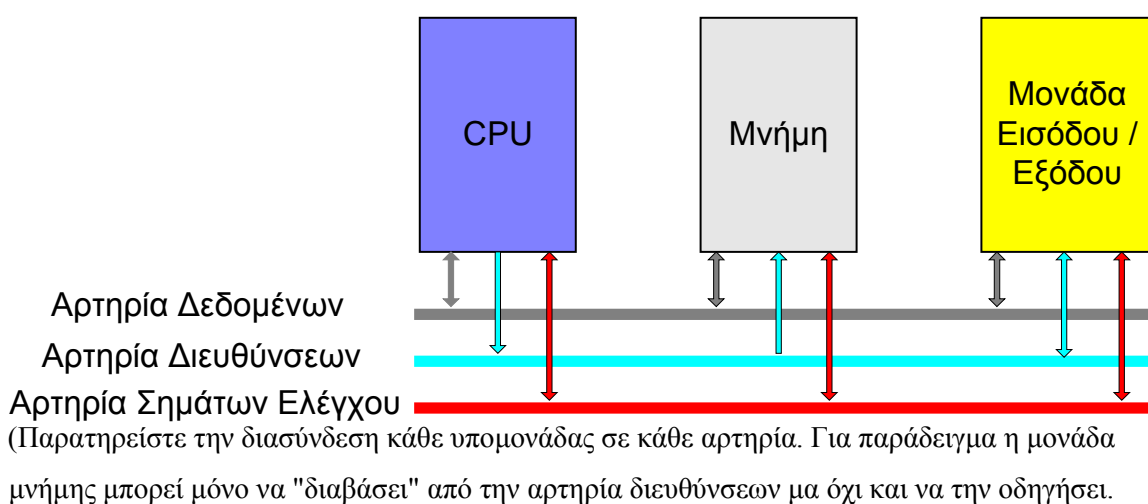 CPU
Μνήμη
Μονάδα
Εισόδου /
Εξόδου
Αρτηρία Δεδομένων
Αρτηρία Διευθύνσεων
Αρτηρία Σημάτων Ελέγχου
(Παρατηρείστε την διασύνδεση κάθε υπομονάδας σε κάθε αρτηρία. Για παράδειγμα η μονάδα
μνήμης μπορεί μόνο να "διαβάσει" από την αρτηρία διευθύνσεων μα όχι και να την οδηγήσει.